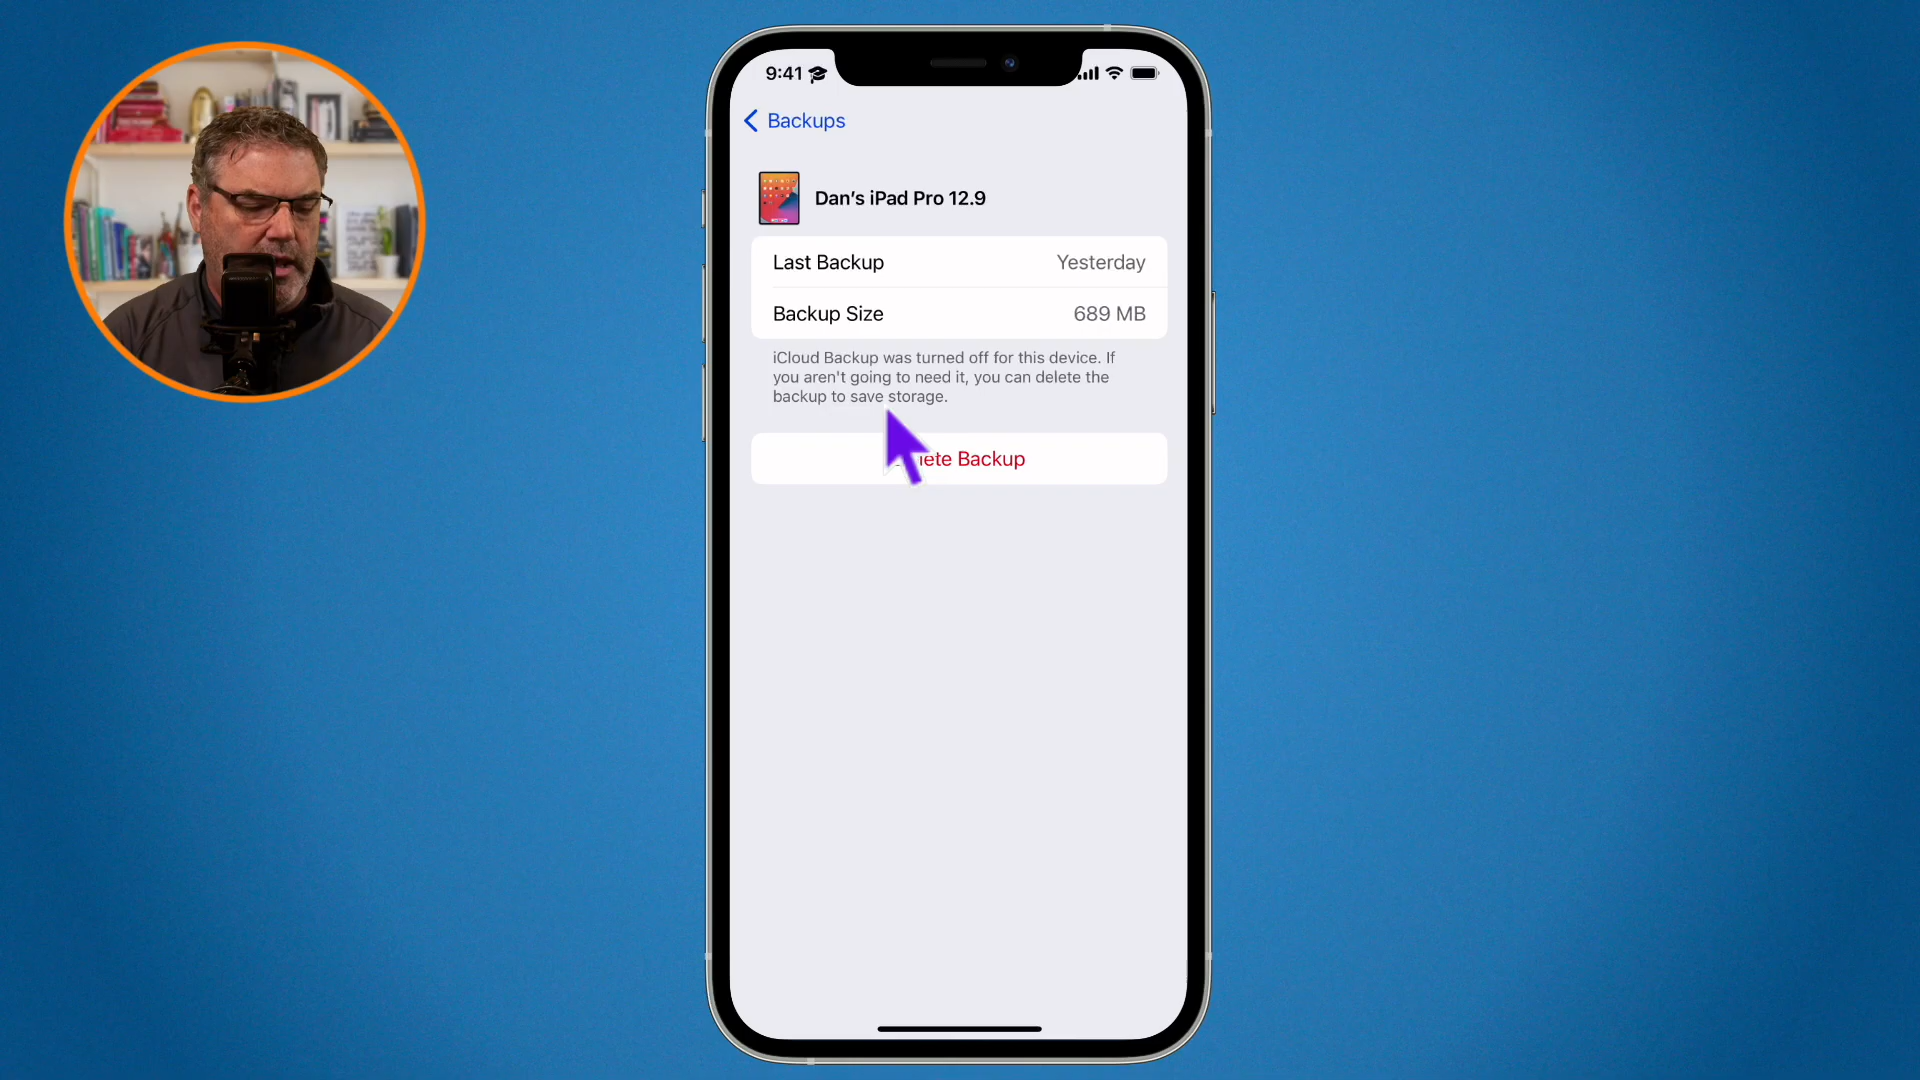 9:41
Backups
Dan's iPad Pro 12.9
Last Backup Yesterday
Backup Size 689 MB
iCloud Backup was turned off for this device. If
you aren't going to need it, you can delete the
backup to save storage.
ete Backup